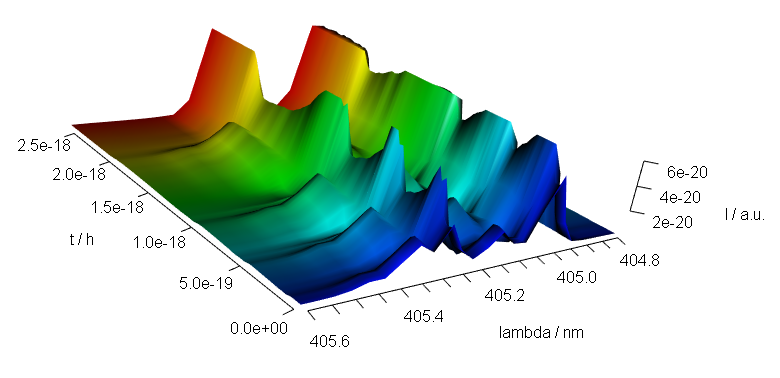 2.5e-18
2.0e-18
1.5e-18
1.0e-18
5.0e-19
0.0e+00
t / h
405.6
405.4
405.2
405.0
404.8
lambda / nm
6e-20
4e-20
2e-20
I / a.u.